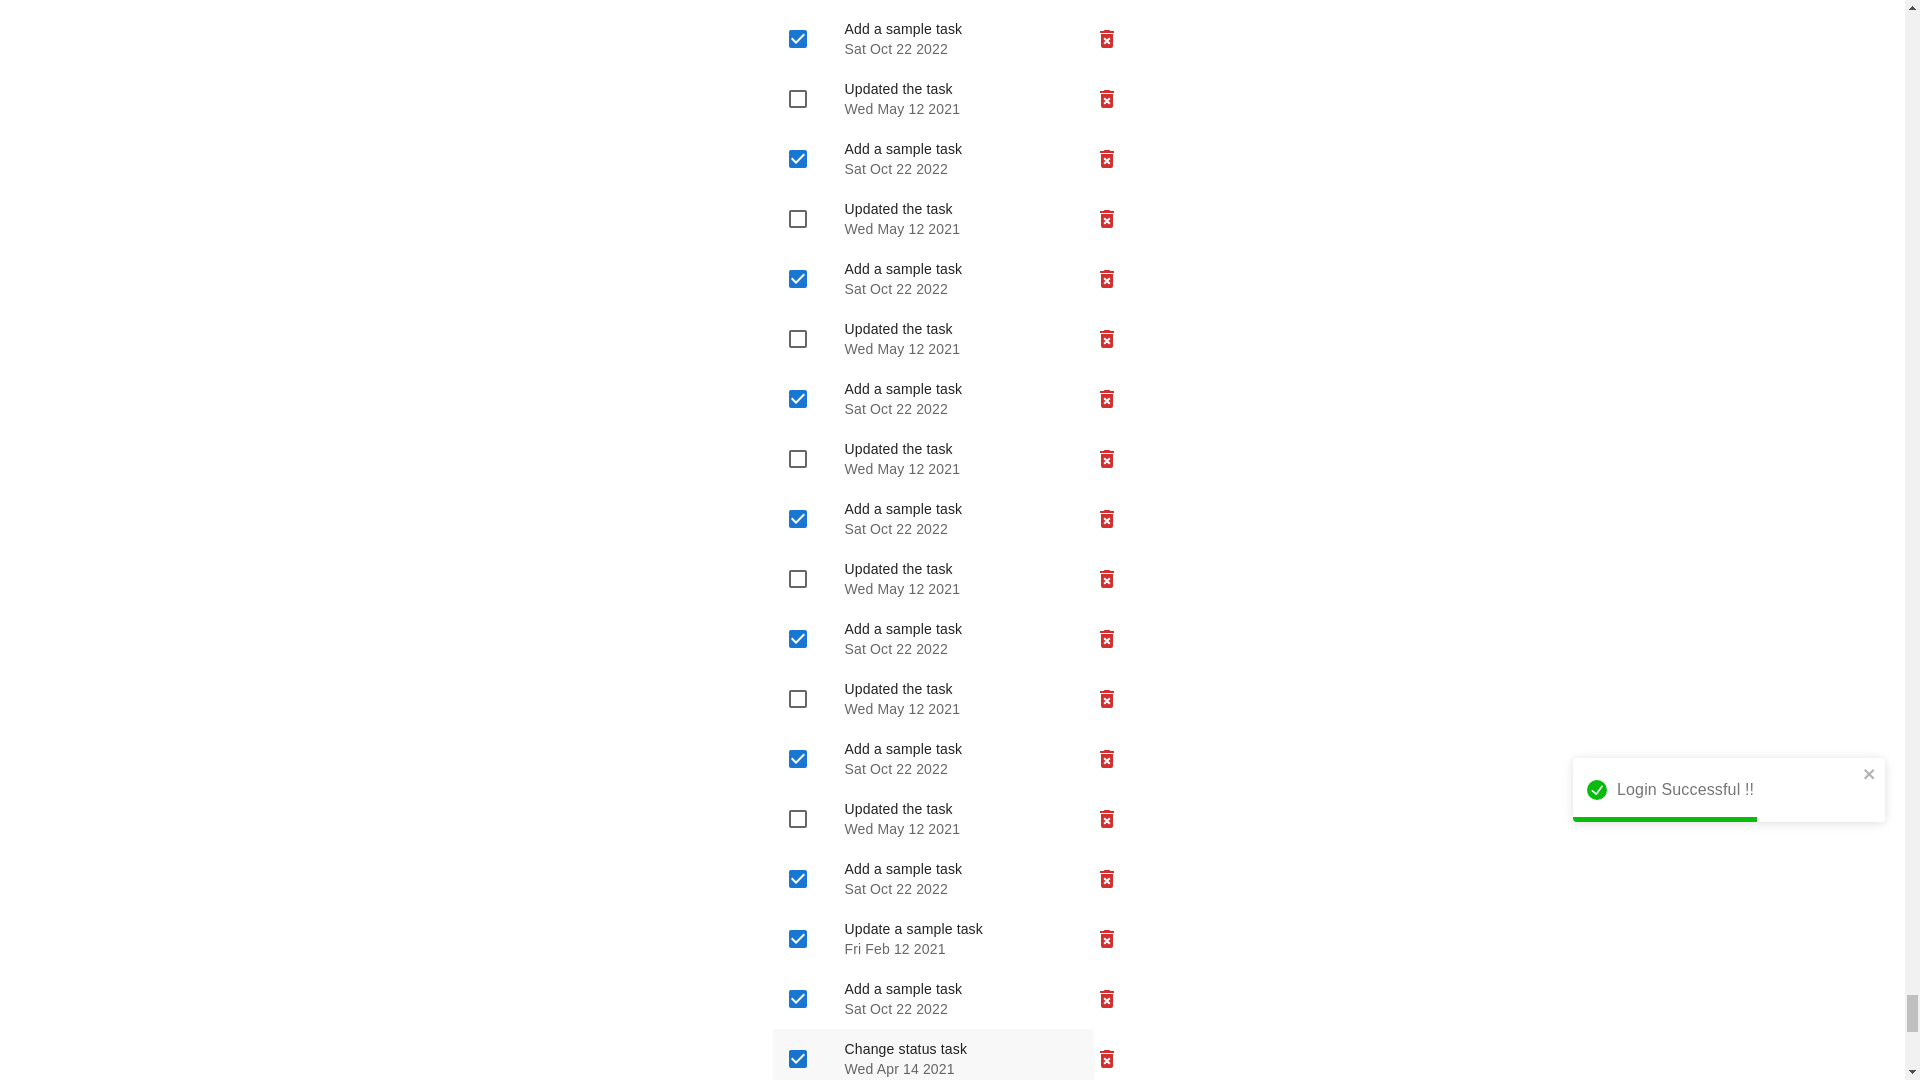 Add a sample task
Sat Oct 22 2022
Updated the task
Wed May 12 2021
Add a sample task
Sat Oct 22 2022
Updated the task
Wed May 12 2021
Add a sample task
Sat Oct 22 2022
Updated the task
Wed May 12 2021
Add a sample task
Sat Oct 22 2022
Updated the task
Wed May 12 2021
Add a sample task
Sat Oct 22 2022
Updated the task
Wed May 12 2021
Add a sample task
Sat Oct 22 2022
Updated the task
Wed May 12 2021
Add a sample task
Sat Oct 22 2022
Login Successful !!
Updated the task
Wed May 12 2021
Add a sample task
Sat Oct 22 2022
Update a sample task
Fri Feb 12 2021
Add a sample task
Sat Oct 22 2022
Change status task
Wed Apr 14 2021